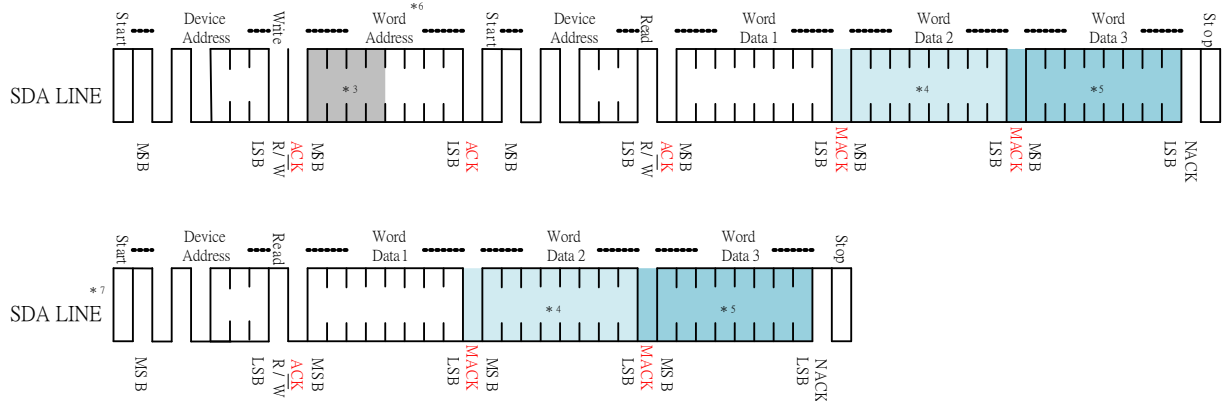 Start Device Address Write Word Address *6 Start Device Address Read Word Data 1 Word Data 2 Word Data 3 Stop
SDA LINE
*3 *4 *5
MSB LSB R/W ACK MSB LSB ACK MSB LSB R/W ACK MSB LSB MACK MSB LSB MACK MSB LSB NACK
Start Device Address Read Word Data 1 Word Data 2 Word Data 3 Stop
SDA LINE *7
*4 *5
MSB LSB R/W ACK MSB LSB MACK MSB LSB MACK MSB LSB NACK